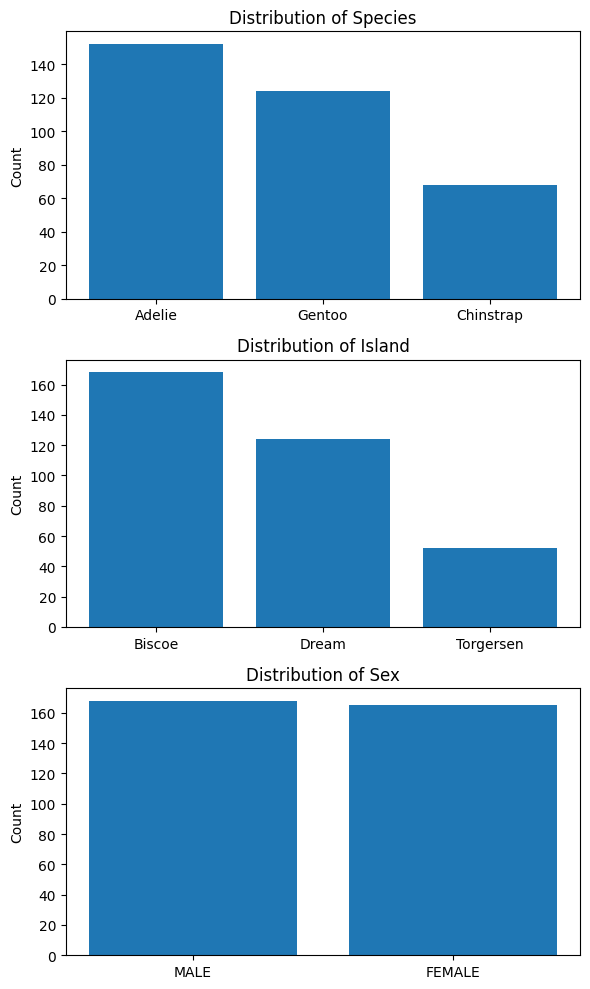 Distribution of Species
140
120
100
80
60
40
20
0
Count
Adelie Gentoo Chinstrap
Distribution of Island
160
140
120
100
80
60
40
20
0
Count
Biscoe Dream Torgersen
Distribution of Sex
160
140
120
100
80
60
40
20
0
Count
MALE FEMALE